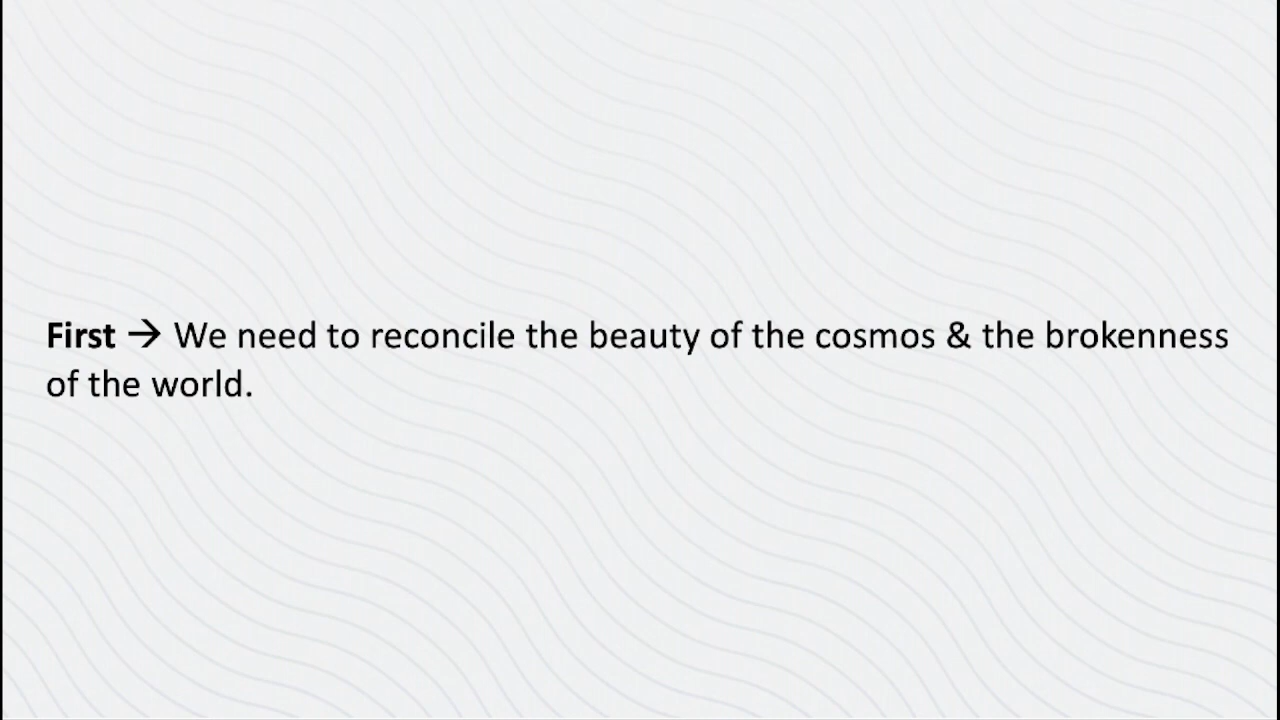 First → We need to reconcile the beauty of the cosmos & the brokenness
of the world.